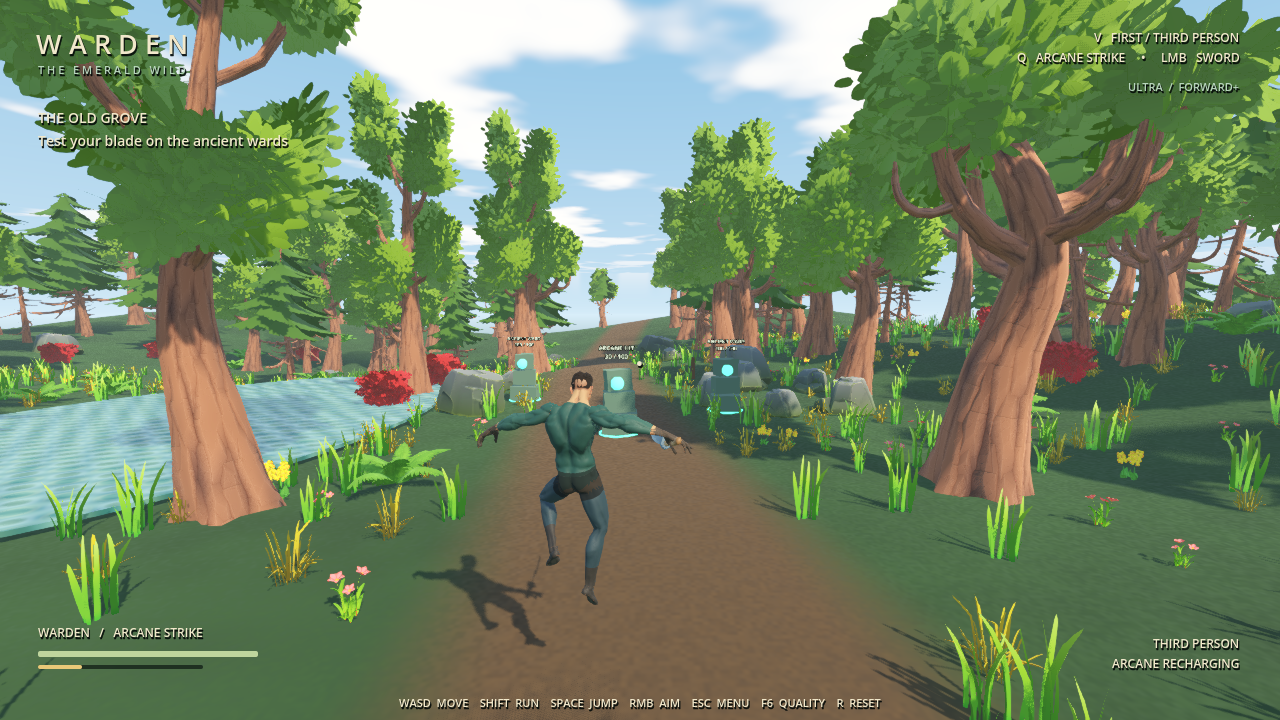 WARDEN
THE EMERALD WILD
THE OLD GROVE
Test your blade on the ancient wards
V FIRST / THIRD PERSON
Q ARCANE STRIKE · LMB SWORD
ULTRA / FORWARD+
ARCANE HIT
WARDEN / ARCANE STRIKE
THIRD PERSON
ARCANE RECHARGING
WASD MOVE SHIFT RUN SPACE JUMP RMB AIM ESC MENU F6 QUALITY R RESET